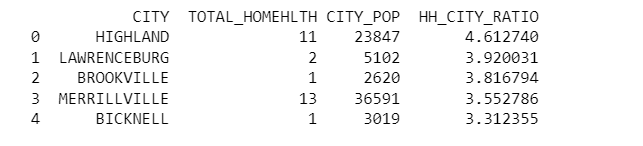 CITY TOTAL_HOMEHLTH CITY_POP HH_CITY_RATIO
0 HIGHLAND 11 23847 4.612740
1 LAWRENCEBURG 2 5102 3.920031
2 BROOKVILLE 1 2620 3.816794
3 MERRILLVILLE 13 36591 3.552786
4 BICKNELL 1 3019 3.312355